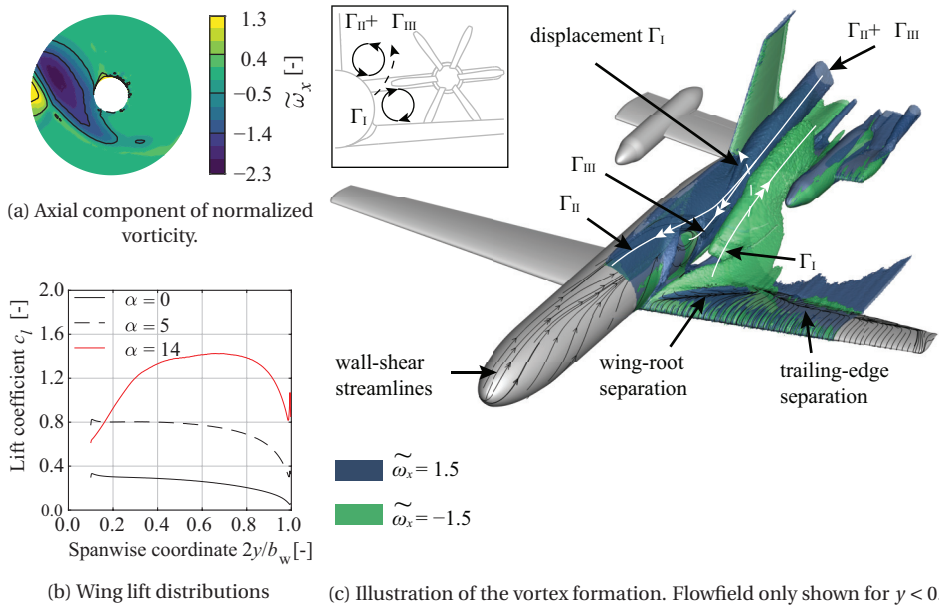 1.3
0.4
−0.5
−1.4
−2.3
ω̃x [-]
(a) Axial component of normalized
vorticity.
Lift coefficient cl [-]
2.0
1.6
1.2
0.8
0.4
0
α = 0
α = 5
α = 14
0.0 0.2 0.4 0.6 0.8 1.0
Spanwise coordinate 2y/bw[-]
(b) Wing lift distributions
ΓII+ ΓIII
ΓI
displacement ΓI
ΓII+ ΓIII
ΓIII
ΓII
ΓI
wall-shear
streamlines
wing-root
separation
trailing-edge
separation
ω̃x = 1.5
ω̃x = −1.5
(c) Illustration of the vortex formation. Flowfield only shown for y < 0.